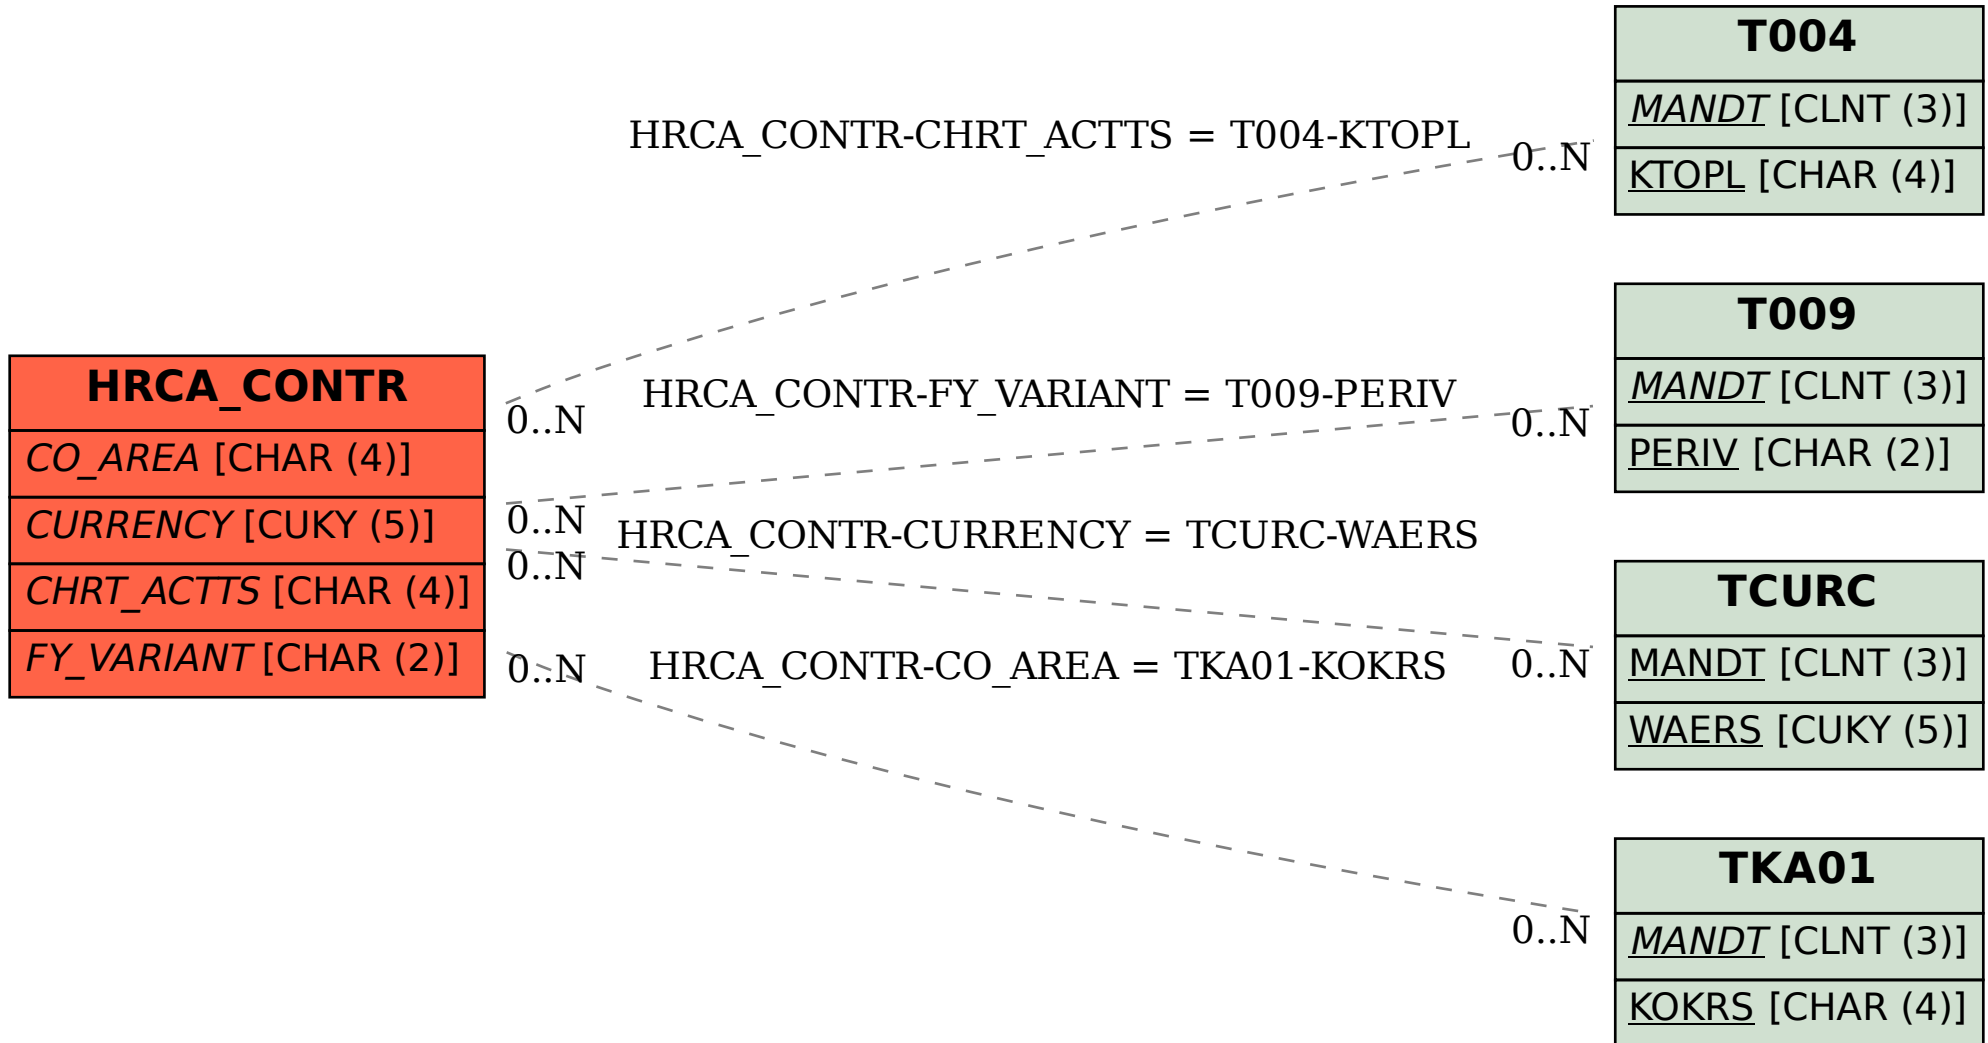 HRCA_CONTR
CO_AREA [CHAR (4)]
CURRENCY [CUKY (5)]
CHRT_ACTTS [CHAR (4)]
FY_VARIANT [CHAR (2)]
HRCA_CONTR-CHRT_ACTTS = T004-KTOPL
0..N
0..N
HRCA_CONTR-FY_VARIANT = T009-PERIV
0..N
0..N
HRCA_CONTR-CURRENCY = TCURC-WAERS
0..N
0..N
HRCA_CONTR-CO_AREA = TKA01-KOKRS
0..N
0..N
T004
MANDT [CLNT (3)]
KTOPL [CHAR (4)]
T009
MANDT [CLNT (3)]
PERIV [CHAR (2)]
TCURC
MANDT [CLNT (3)]
WAERS [CUKY (5)]
TKA01
MANDT [CLNT (3)]
KOKRS [CHAR (4)]